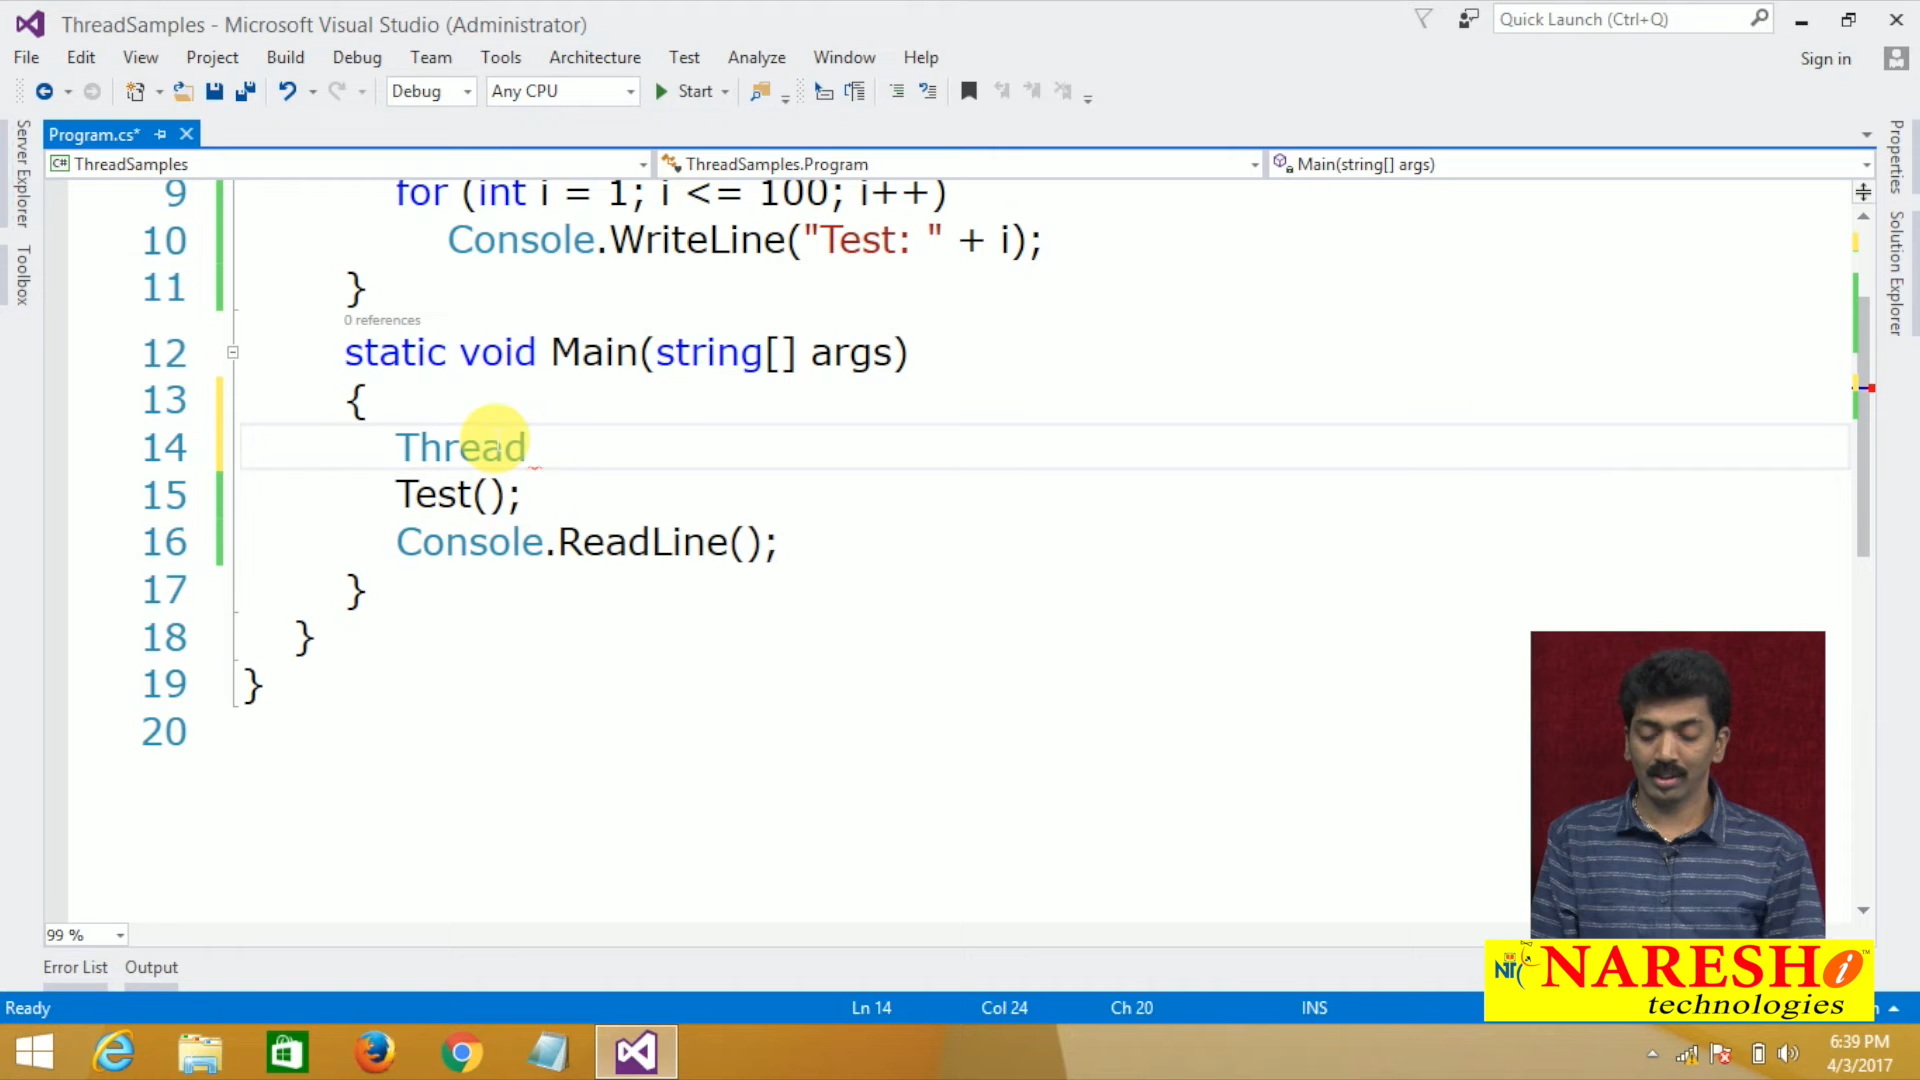 ThreadSamples - Microsoft Visual Studio (Administrator)
Quick Launch (Ctrl+Q)
File Edit View Project Build Debug Team Tools Architecture Test Analyze Window Help
Sign in
Debug Any CPU Start
Program.cs*
ThreadSamples ThreadSamples.Program Main(string[] args)
Server Explorer
Toolbox
Properties
Solution Explorer
9 for (int i = 1; i <= 100; i++)
10 Console.WriteLine("Test: " + i);
11 }
0 references
12 static void Main(string[] args)
13 {
14 Thread
15 Test();
16 Console.ReadLine();
17 }
18 }
19 }
20
99 %
Error List Output
Ready Ln 14 Col 24 Ch 20 INS
NARESH i
technologies
6:39 PM
4/3/2017